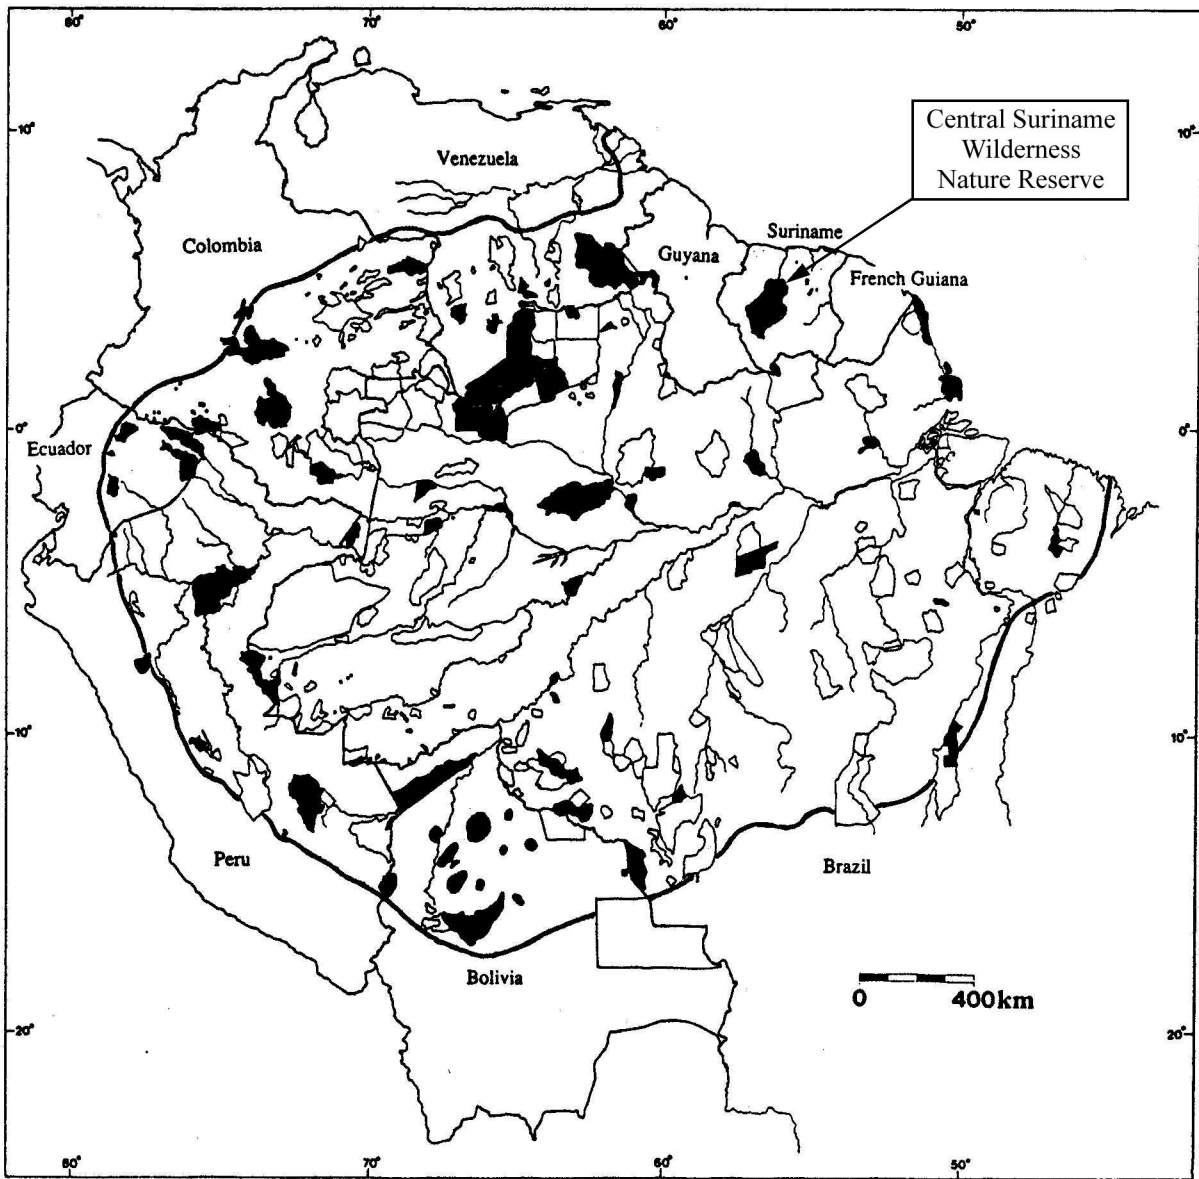 80°
70°
60°
50°
10°
10°
Central Suriname
Wilderness
Nature Reserve
Venezuela
Suriname
Colombia
Guyana
French Guiana
0°
0°
Ecuador
10°
10°
Peru
Brazil
Bolivia
0
400km
20°
20°
80°
70°
60°
50°